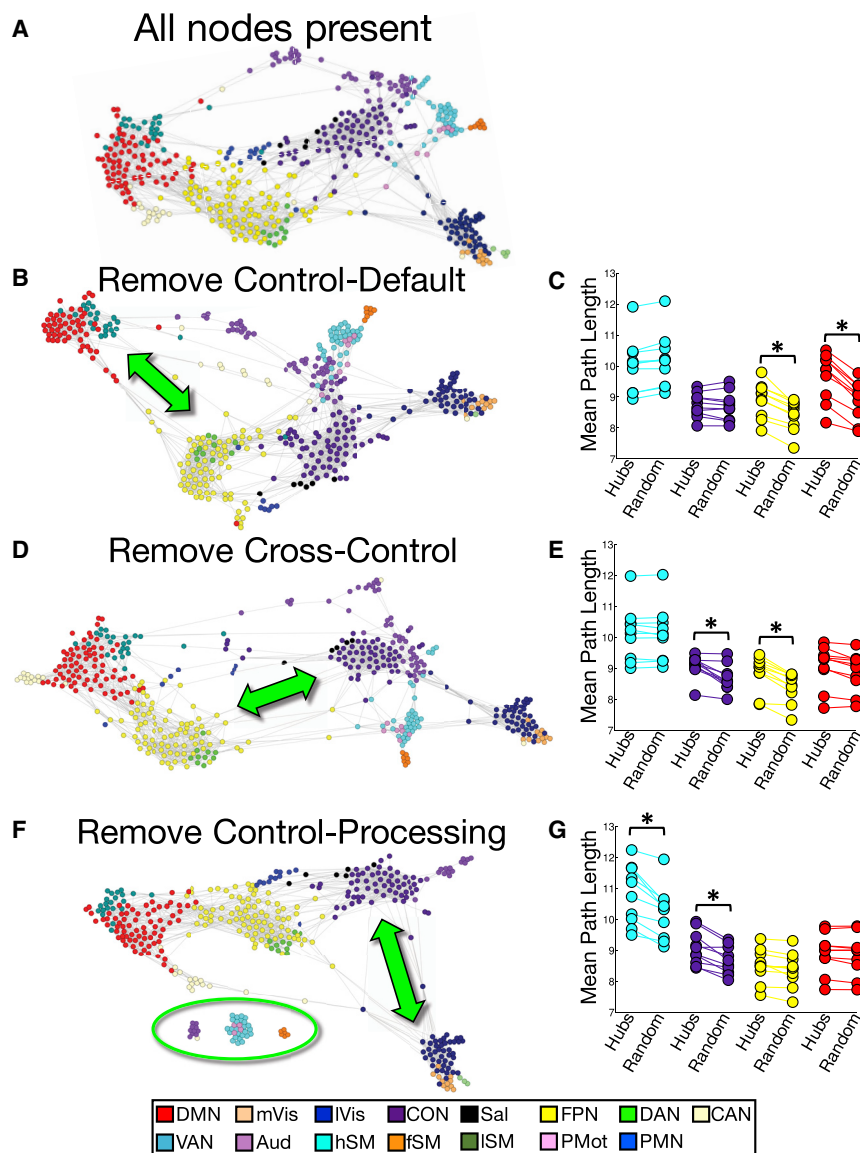 A
All nodes present
B
Remove Control-Default
C
Mean Path Length
13
12
11
10
9
8
7
*
*
Hubs
Random
Hubs
Random
Hubs
Random
Hubs
Random
D
Remove Cross-Control
E
Mean Path Length
13
12
11
10
9
8
7
*
*
Hubs
Random
Hubs
Random
Hubs
Random
Hubs
Random
F
Remove Control-Processing
G
Mean Path Length
13
12
11
10
9
8
7
*
*
Hubs
Random
Hubs
Random
Hubs
Random
Hubs
Random
DMN mVis lVis CON Sal FPN DAN CAN
VAN Aud hSM fSM lSM PMot PMN